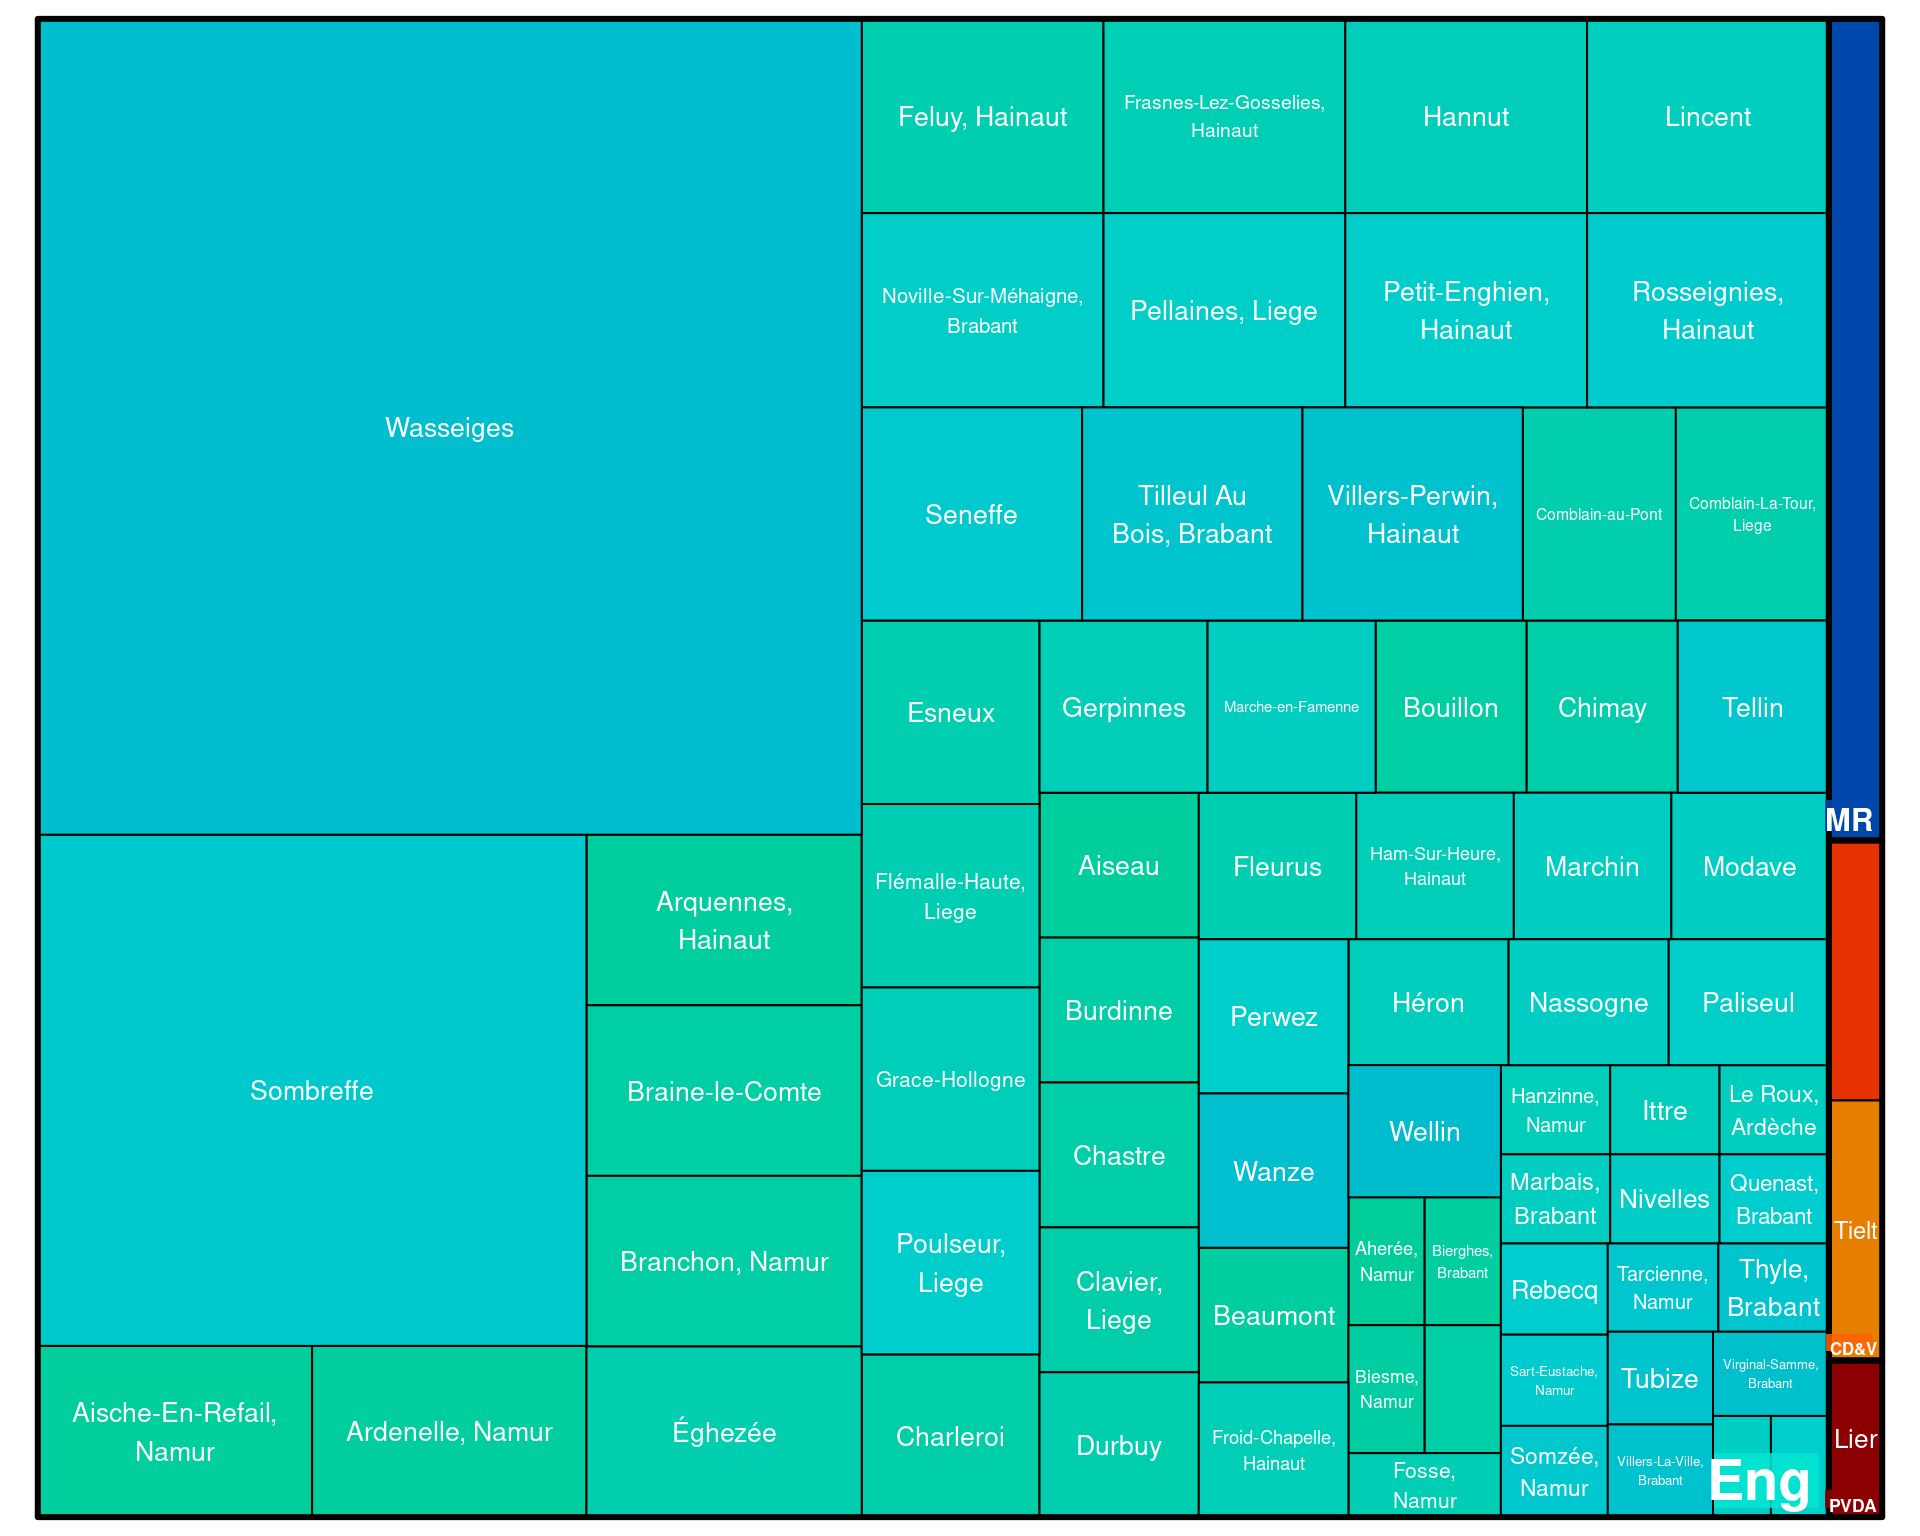 Wasseiges
Feluy, Hainaut
Frasnes-Lez-Gosselies,
Hainaut
Hannut
Lincent
Noville-Sur-Méhaigne,
Brabant
Pellaines, Liege
Petit-Enghien,
Hainaut
Rosseignies,
Hainaut
Seneffe
Tilleul Au
Bois, Brabant
Villers-Perwin,
Hainaut
Comblain-au-Pont
Comblain-La-Tour,
Liege
Esneux
Gerpinnes
Marche-en-Famenne
Bouillon
Chimay
Tellin
MR
Sombreffe
Arquennes,
Hainaut
Braine-le-Comte
Branchon, Namur
Aische-En-Refail,
Namur
Ardenelle, Namur
Éghezée
Flémalle-Haute,
Liege
Grace-Hollogne
Poulseur,
Liege
Charleroi
Aiseau
Fleurus
Ham-Sur-Heure,
Hainaut
Marchin
Modave
Burdinne
Chastre
Clavier,
Liege
Durbuy
Perwez
Wanze
Beaumont
Froid-Chapelle,
Hainaut
Héron
Nassogne
Paliseul
Wellin
Hanzinne,
Namur
Ittre
Le Roux,
Ardèche
Marbais,
Brabant
Nivelles
Quenast,
Brabant
Aherée,
Namur
Bierghes,
Brabant
Biesme,
Namur
Fosse,
Namur
Rebecq
Tarcienne,
Namur
Thyle,
Brabant
Sart-Eustache,
Namur
Tubize
Virginal-Samme,
Brabant
Somzée,
Namur
Villers-La-Ville,
Brabant
Eng
Tielt
CD&V
Lier
PVDA